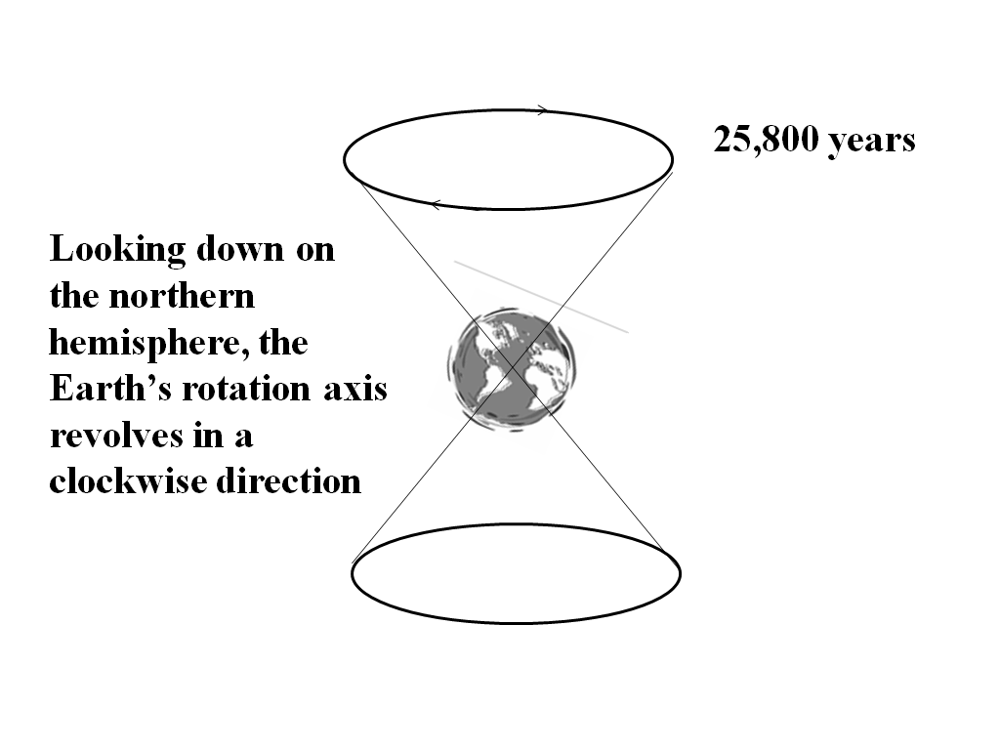 25,800 years
Looking down on
the northern
hemisphere, the
Earth’s rotation axis
revolves in a
clockwise direction